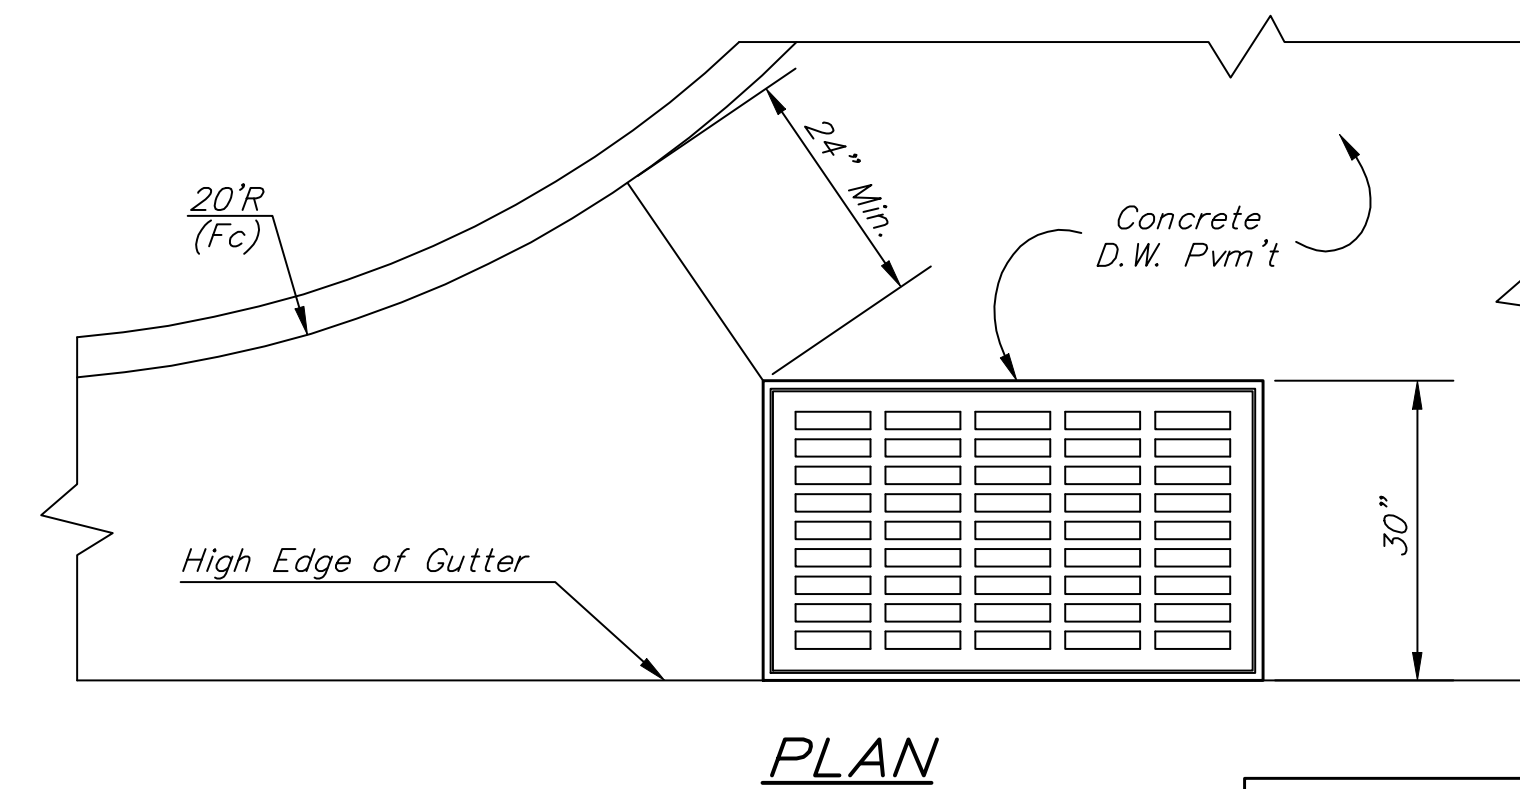 20'R
(Fc)
24" Min.
Concrete
D.W. Pvm't
30"
High Edge of Gutter
PLAN